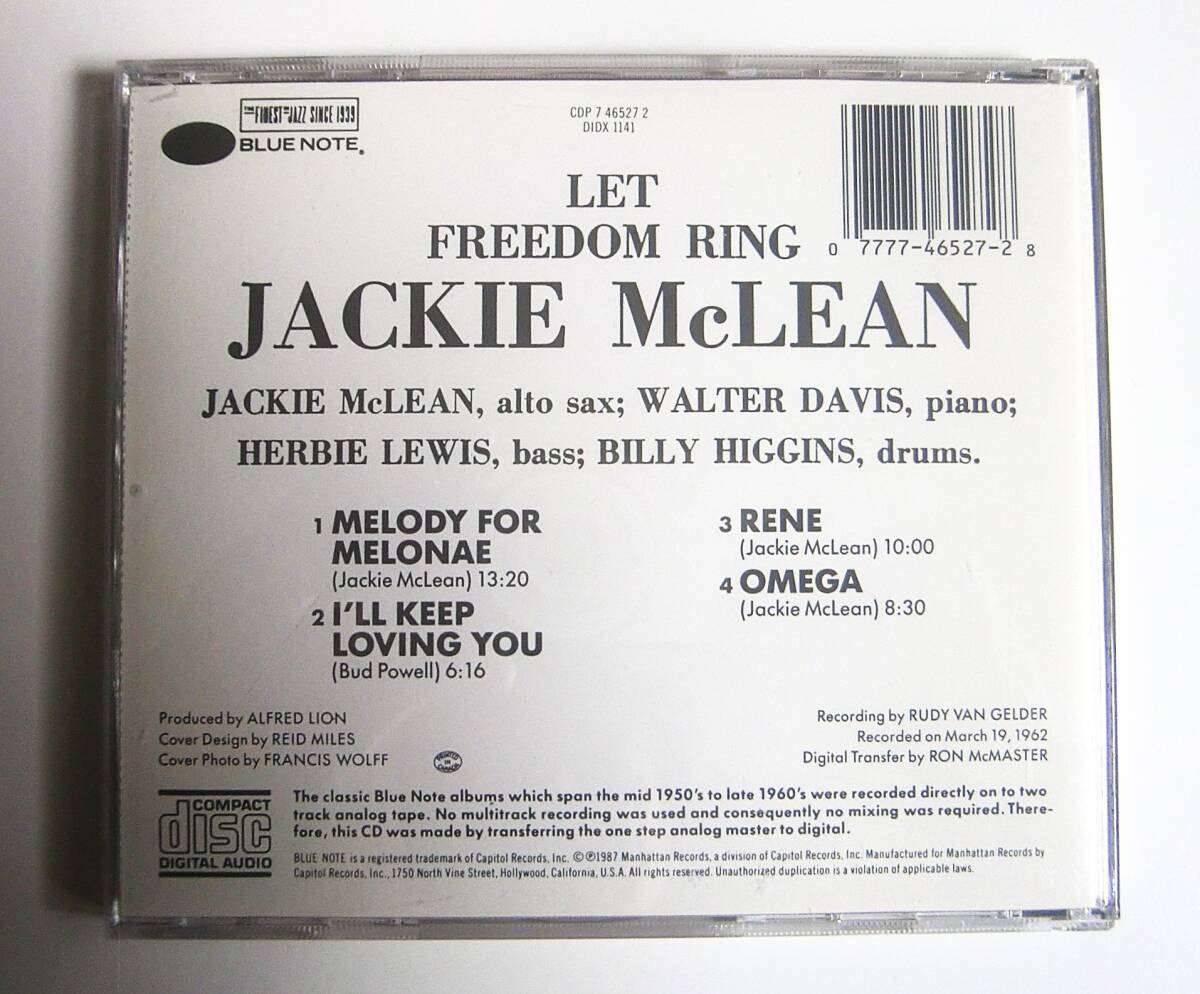 THE FINEST IN JAZZ SINCE 1939
BLUE NOTE®
CDP 7 46527 2
DIDX 1141
0 7777-46527-2 8
LET
FREEDOM RING
JACKIE McLEAN
JACKIE McLEAN, alto sax; WALTER DAVIS, piano;
HERBIE LEWIS, bass; BILLY HIGGINS, drums.
1 MELODY FOR
MELONAE
(Jackie McLean) 13:20
2 I'LL KEEP
LOVING YOU
(Bud Powell) 6:16
3 RENE
(Jackie McLean) 10:00
4 OMEGA
(Jackie McLean) 8:30
Produced by ALFRED LION
Cover Design by REID MILES
Cover Photo by FRANCIS WOLFF
PRINTED IN CANADA
Recording by RUDY VAN GELDER
Recorded on March 19, 1962
Digital Transfer by RON McMASTER
COMPACT
disc
DIGITAL AUDIO
The classic Blue Note albums which span the mid 1950's to late 1960's were recorded directly on to two
track analog tape. No multitrack recording was used and consequently no mixing was required. There-
fore, this CD was made by transferring the one step analog master to digital.
BLUE NOTE is a registered trademark of Capitol Records, Inc. ©℗1987 Manhattan Records, a division of Capitol Records, Inc. Manufactured for Manhattan Records by
Capitol Records, Inc., 1750 North Vine Street, Hollywood, California, U.S.A. All rights reserved. Unauthorized duplication is a violation of applicable laws.